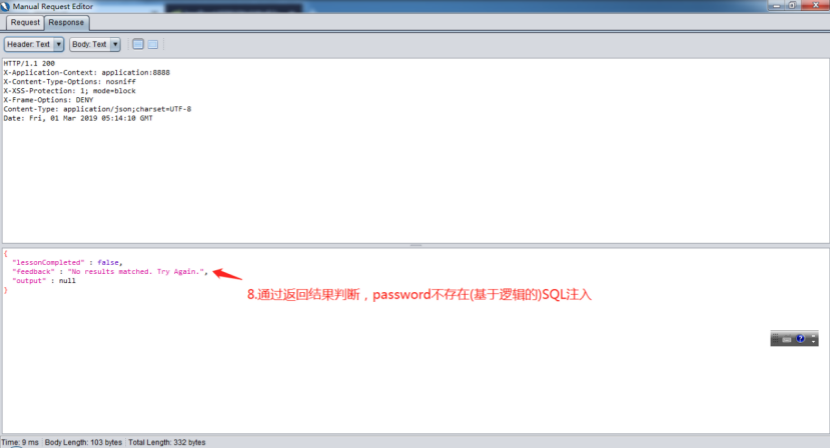 Manual Request Editor
Request
Response
Header: Text
Body: Text
HTTP/1.1 200
X-Application-Context: application:8888
X-Content-Type-Options: nosniff
X-XSS-Protection: 1; mode=block
X-Frame-Options: DENY
Content-Type: application/json;charset=UTF-8
Date: Fri, 01 Mar 2019 05:14:10 GMT
{
"lessonCompleted" : false,
"feedback" : "No results matched. Try Again.",
"output" : null
}
8.通过返回结果判断，password不存在(基于逻辑的)SQL注入
Time: 9 ms
Body Length: 103 bytes
Total Length: 332 bytes